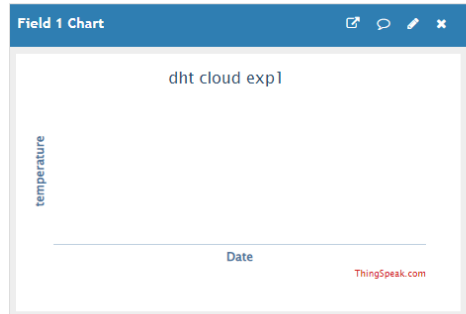 Field 1 Chart
dht cloud exp1
temperature
Date
ThingSpeak.com